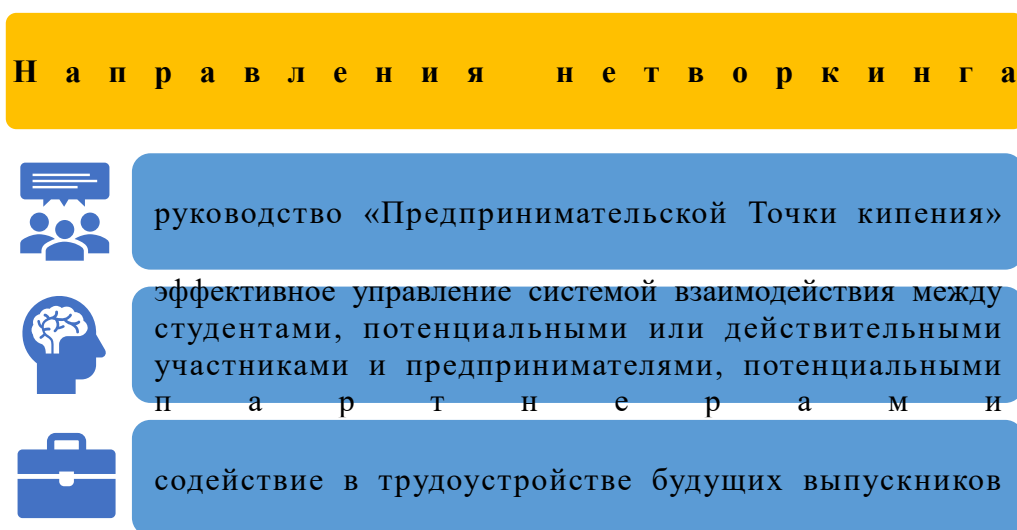 Направления нетворкинга
руководство «Предпринимательской Точки кипения»
эффективное управление системой взаимодействия между
студентами, потенциальными или действительными
участниками и предпринимателями, потенциальными
партнерами
содействие в трудоустройстве будущих выпускников